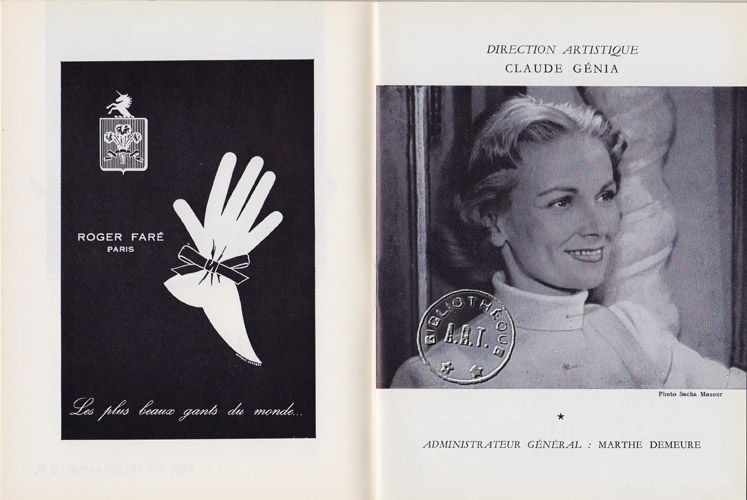 ROGER FARÉ
PARIS
Les plus beaux gants du monde...
DIRECTION ARTISTIQUE
CLAUDE GÉNIA
BIBLIOTHÈQUE
A.R.T.
Photo Sacha Masour
★
ADMINISTRATEUR GÉNÉRAL : MARTHE DEMEURE